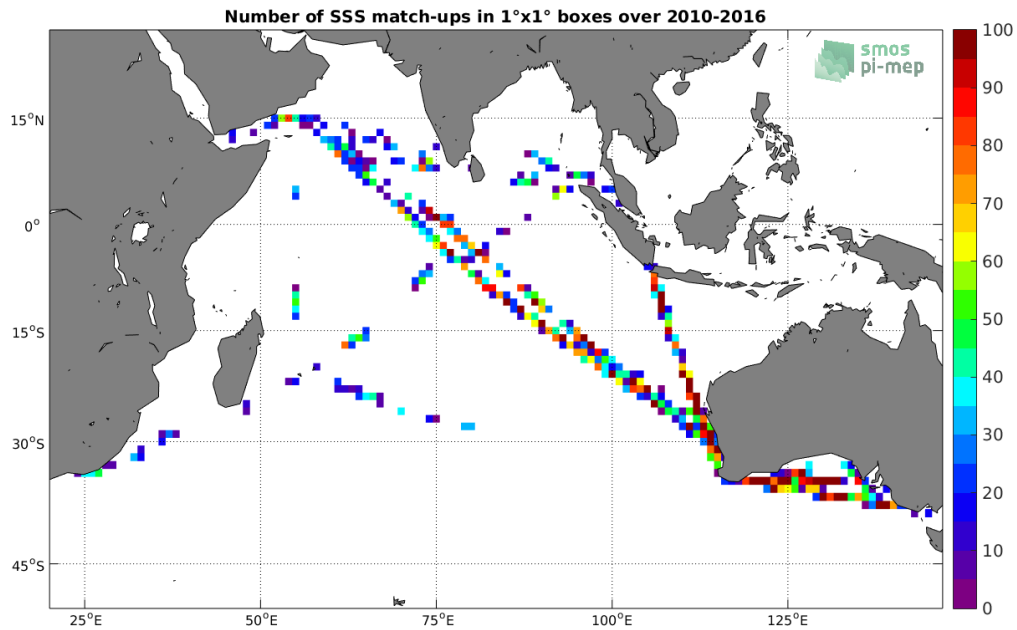 Number of SSS match-ups in 1°x1° boxes over 2010-2016
smos
pi-mep
100
90
80
70
60
50
40
30
20
10
0
15°N
0°
15°S
30°S
45°S
25°E
50°E
75°E
100°E
125°E